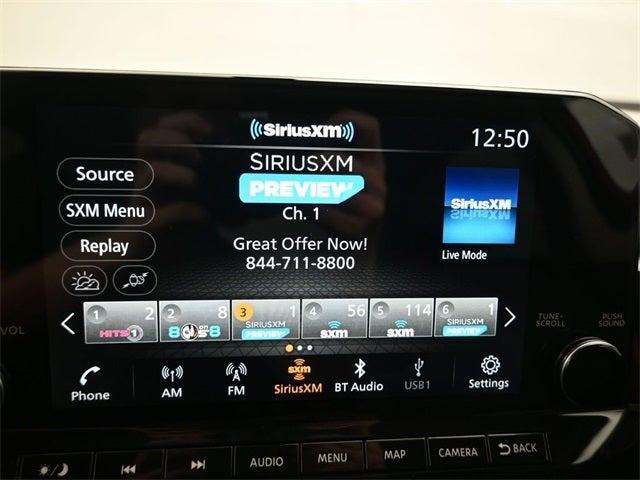 SiriusXM
12:50
SIRIUSXM
PREVIEW
Ch. 1
Great Offer Now!
844-711-8800
Source
SXM Menu
Replay
SiriusXM
Live Mode
1 2 HITS 1
2 8 80s on 8
3 1 SIRIUSXM PREVIEW
4 56 sxm
5 114 sxm
6 1 SIRIUSXM PREVIEW
VOL
TUNE-SCROLL
PUSH SOUND
Phone
AM
FM
sxm
SiriusXM
BT Audio
USB1
Settings
AUDIO
MENU
MAP
CAMERA
BACK